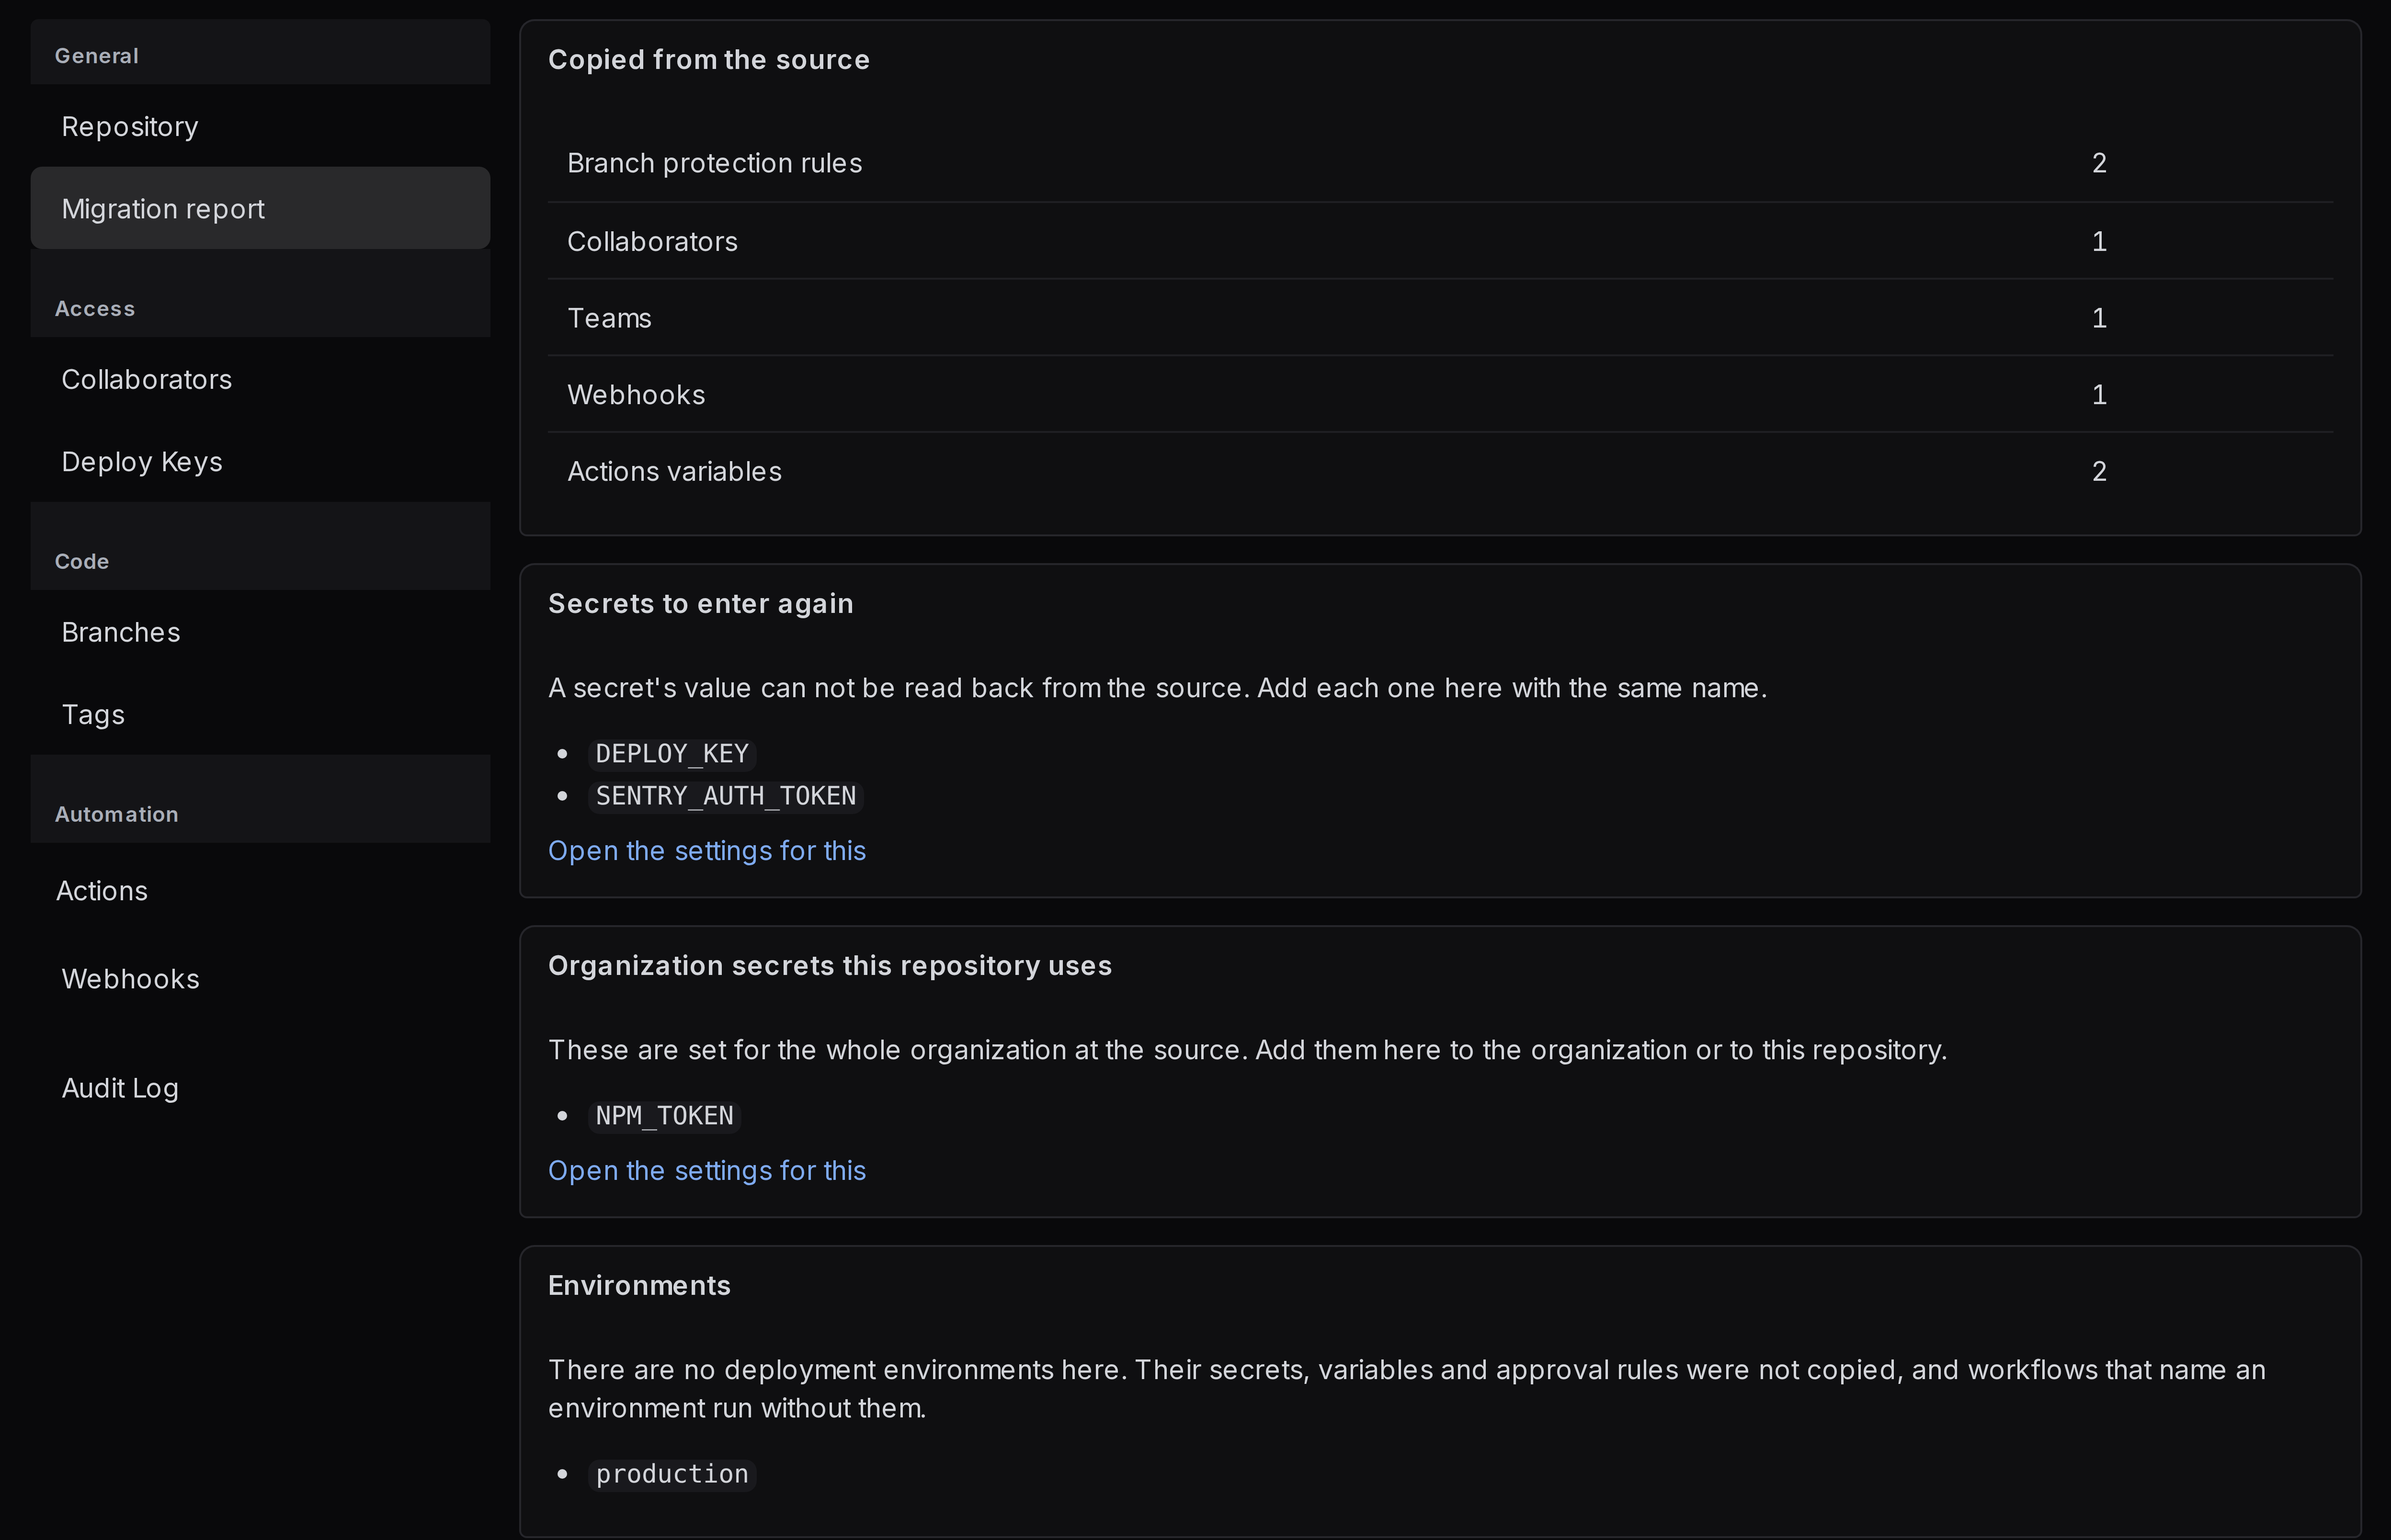 General
Repository
Migration report
Access
Collaborators
Deploy Keys
Code
Branches
Tags
Automation
Actions
Webhooks
Audit Log
Copied from the source
Branch protection rules 2
Collaborators 1
Teams 1
Webhooks 1
Actions variables 2
Secrets to enter again
A secret's value can not be read back from the source. Add each one here with the same name.
• DEPLOY_KEY
• SENTRY_AUTH_TOKEN
Open the settings for this
Organization secrets this repository uses
These are set for the whole organization at the source. Add them here to the organization or to this repository.
• NPM_TOKEN
Open the settings for this
Environments
There are no deployment environments here. Their secrets, variables and approval rules were not copied, and workflows that name an
environment run without them.
• production